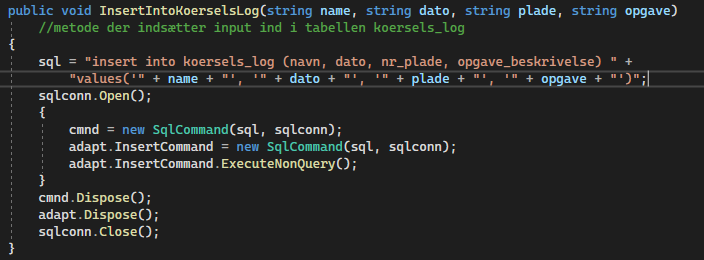 public void InsertIntoKoerselsLog(string name, string dato, string plade, string opgave)
//metode der indsætter input ind i tabellen koersels_log
{
sql = "insert into koersels_log (navn, dato, nr_plade, opgave_beskrivelse) " +
"values('" + name + "', '" + dato + "', '" + plade + "', '" + opgave + "')";
sqlconn.Open();
{
cmnd = new SqlCommand(sql, sqlconn);
adapt.InsertCommand = new SqlCommand(sql, sqlconn);
adapt.InsertCommand.ExecuteNonQuery();
}
cmnd.Dispose();
adapt.Dispose();
sqlconn.Close();
}